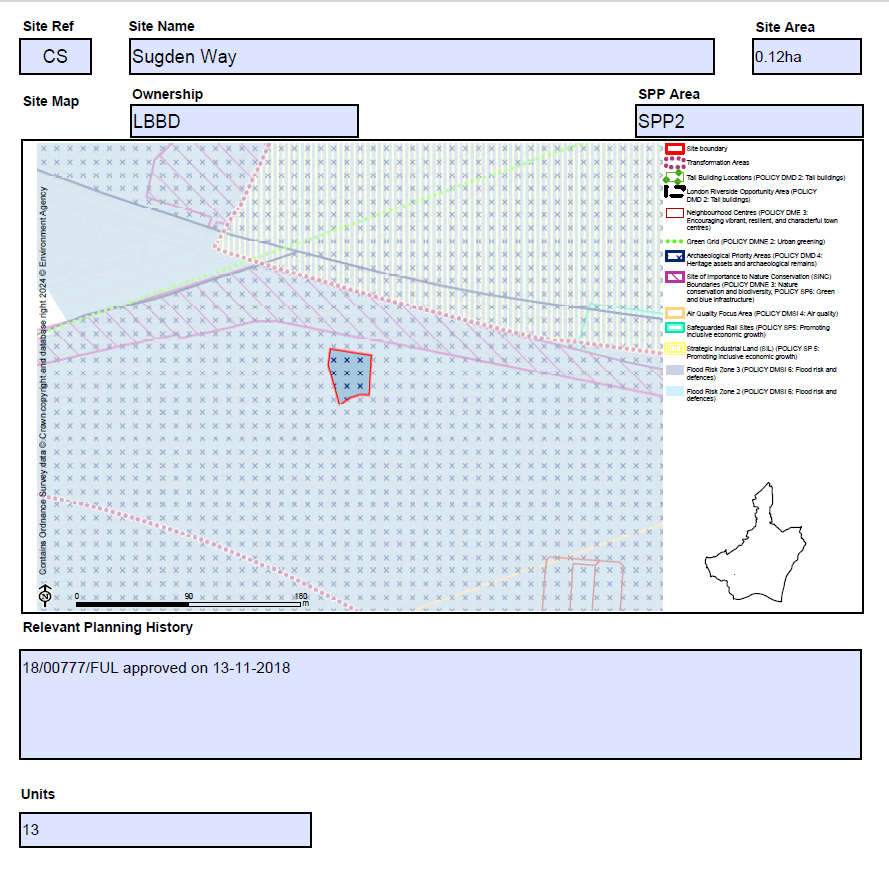 Site Ref
Site Name
Site Area
CS
Sugden Way
0.12ha
Site Map
Ownership
SPP Area
LBBD
SPP2
Contains Ordnance Survey data © Crown copyright and database right 2024 © Environment Agency
Site boundary
Transformation Areas
Tall Building Locations (POLICY DMD 2: Tall buildings)
London Riverside Opportunity Area (POLICY
DMD 2: Tall buildings)
Neighbourhood Centres (POLICY DME 3:
Encouraging vibrant, resilient, and characterful town
centres)
Green Grid (POLICY DMNE 2: Urban greening)
Archaeological Priority Areas (POLICY DMD 4:
Heritage assets and archaeological remains)
Site of Importance to Nature Conservation (SINC)
Boundaries (POLICY DMNE 3: Nature
conservation and biodiversity, POLICY SP6: Green
and blue infrastructure)
Air Quality Focus Area (POLICY DMSI 4: Air quality)
Safeguarded Rail Sites (POLICY SP5: Promoting
inclusive economic growth)
Strategic Industrial Land (SIL) (POLICY SP 5:
Promoting inclusive economic growth)
Flood Risk Zone 3 (POLICY DMSI 6: Flood risk and
defences)
Flood Risk Zone 2 (POLICY DMSI 6: Flood risk and
defences)
N
0 90 180
m
Relevant Planning History
18/00777/FUL approved on 13-11-2018
Units
13